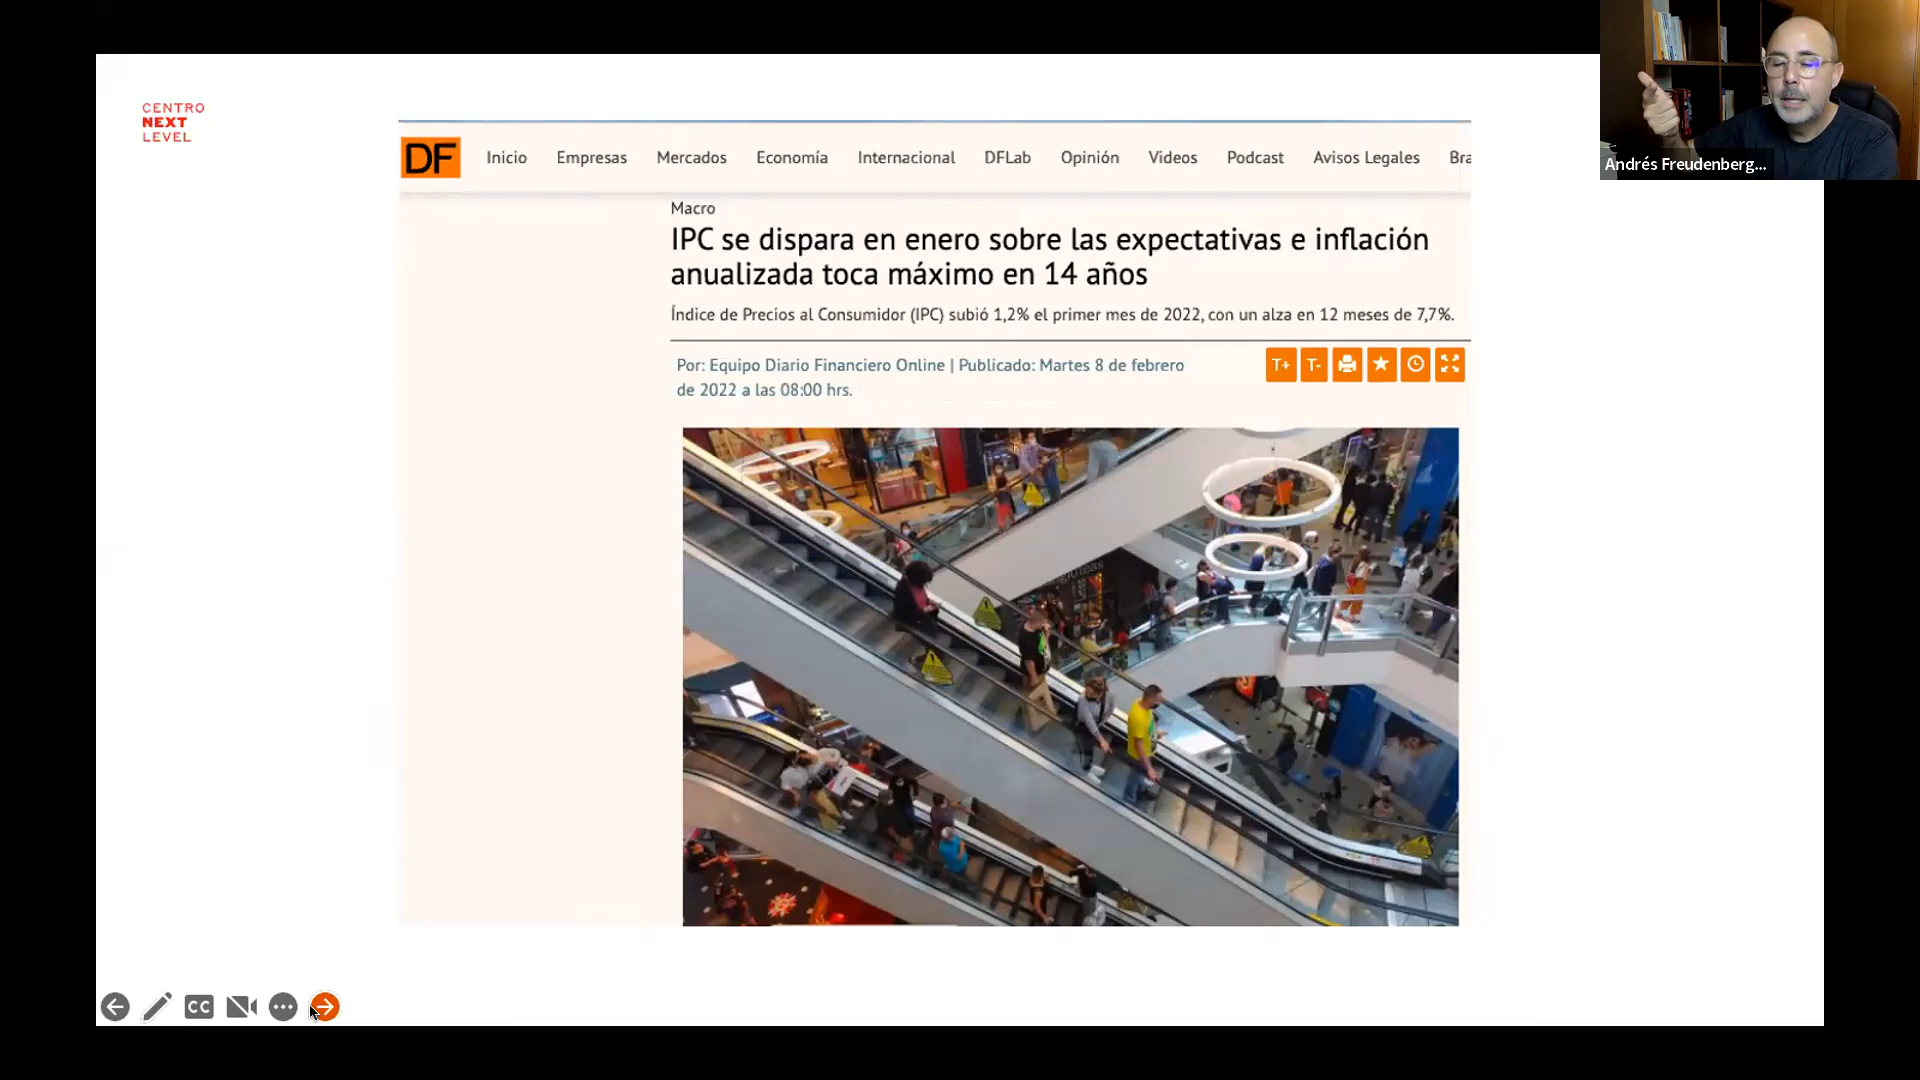 CENTRO
NEXT
LEVEL
Andrés Freudenberg...
DF Inicio Empresas Mercados Economía Internacional DFLab Opinión Videos Podcast Avisos Legales Bra
Macro
IPC se dispara en enero sobre las expectativas e inflación
anualizada toca máximo en 14 años
Índice de Precios al Consumidor (IPC) subió 1,2% el primer mes de 2022, con un alza en 12 meses de 7,7%.
Por: Equipo Diario Financiero Online | Publicado: Martes 8 de febrero
de 2022 a las 08:00 hrs.
T+ T-
CC